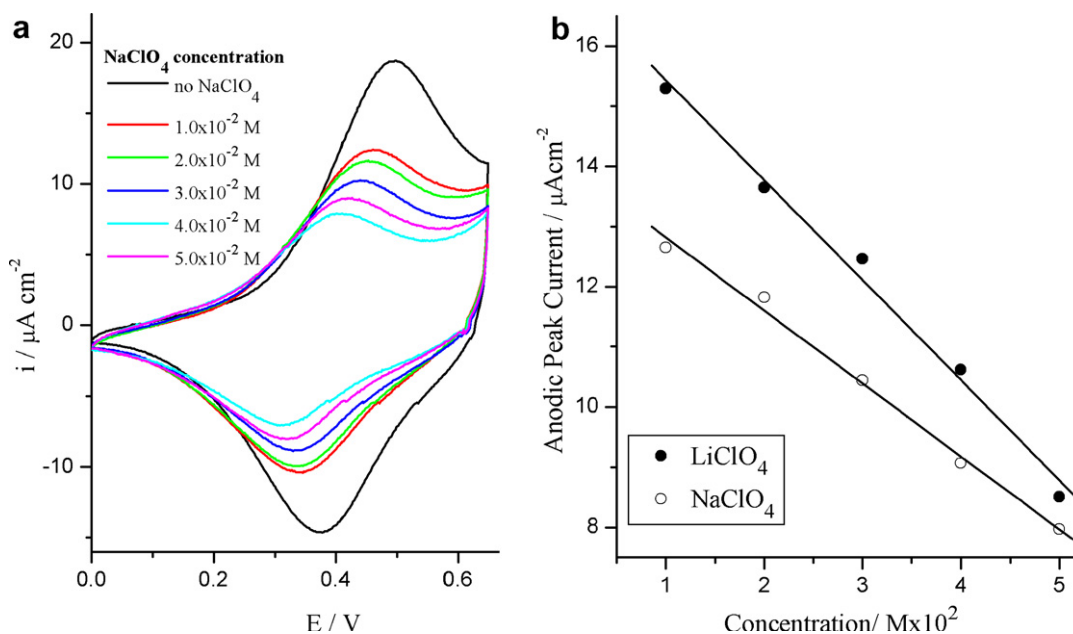 a
NaClO₄ concentration
no NaClO₄
1.0x10⁻² M
2.0x10⁻² M
3.0x10⁻² M
4.0x10⁻² M
5.0x10⁻² M
20
10
0
-10
i / µA cm⁻²
0.0 0.2 0.4 0.6
E / V
b
16
14
12
10
8
Anodic Peak Current / µAcm⁻²
LiClO₄
NaClO₄
1 2 3 4 5
Concentration/ Mx10²